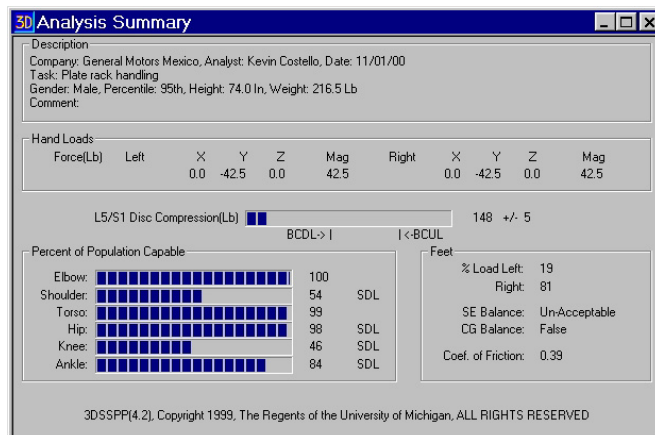 3D Analysis Summary
Description
Company: General Motors Mexico, Analyst: Kevin Costello, Date: 11/01/00
Task: Plate rack handling
Gender: Male, Percentile: 95th, Height: 74.0 In, Weight: 216.5 Lb
Comment:
Hand Loads
Force(Lb) Left X Y Z Mag Right X Y Z Mag
0.0 -42.5 0.0 42.5 0.0 -42.5 0.0 42.5
L5/S1 Disc Compression(Lb) 148 +/- 5
BCDL-> | |<-BCUL
Percent of Population Capable
Elbow: 100
Shoulder: 54 SDL
Torso: 99
Hip: 98 SDL
Knee: 46 SDL
Ankle: 84 SDL
Feet
% Load Left: 19
Right: 81
SE Balance: Un-Acceptable
CG Balance: False
Coef. of Friction: 0.39
3DSSPP(4.2), Copyright 1999, The Regents of the University of Michigan, ALL RIGHTS RESERVED